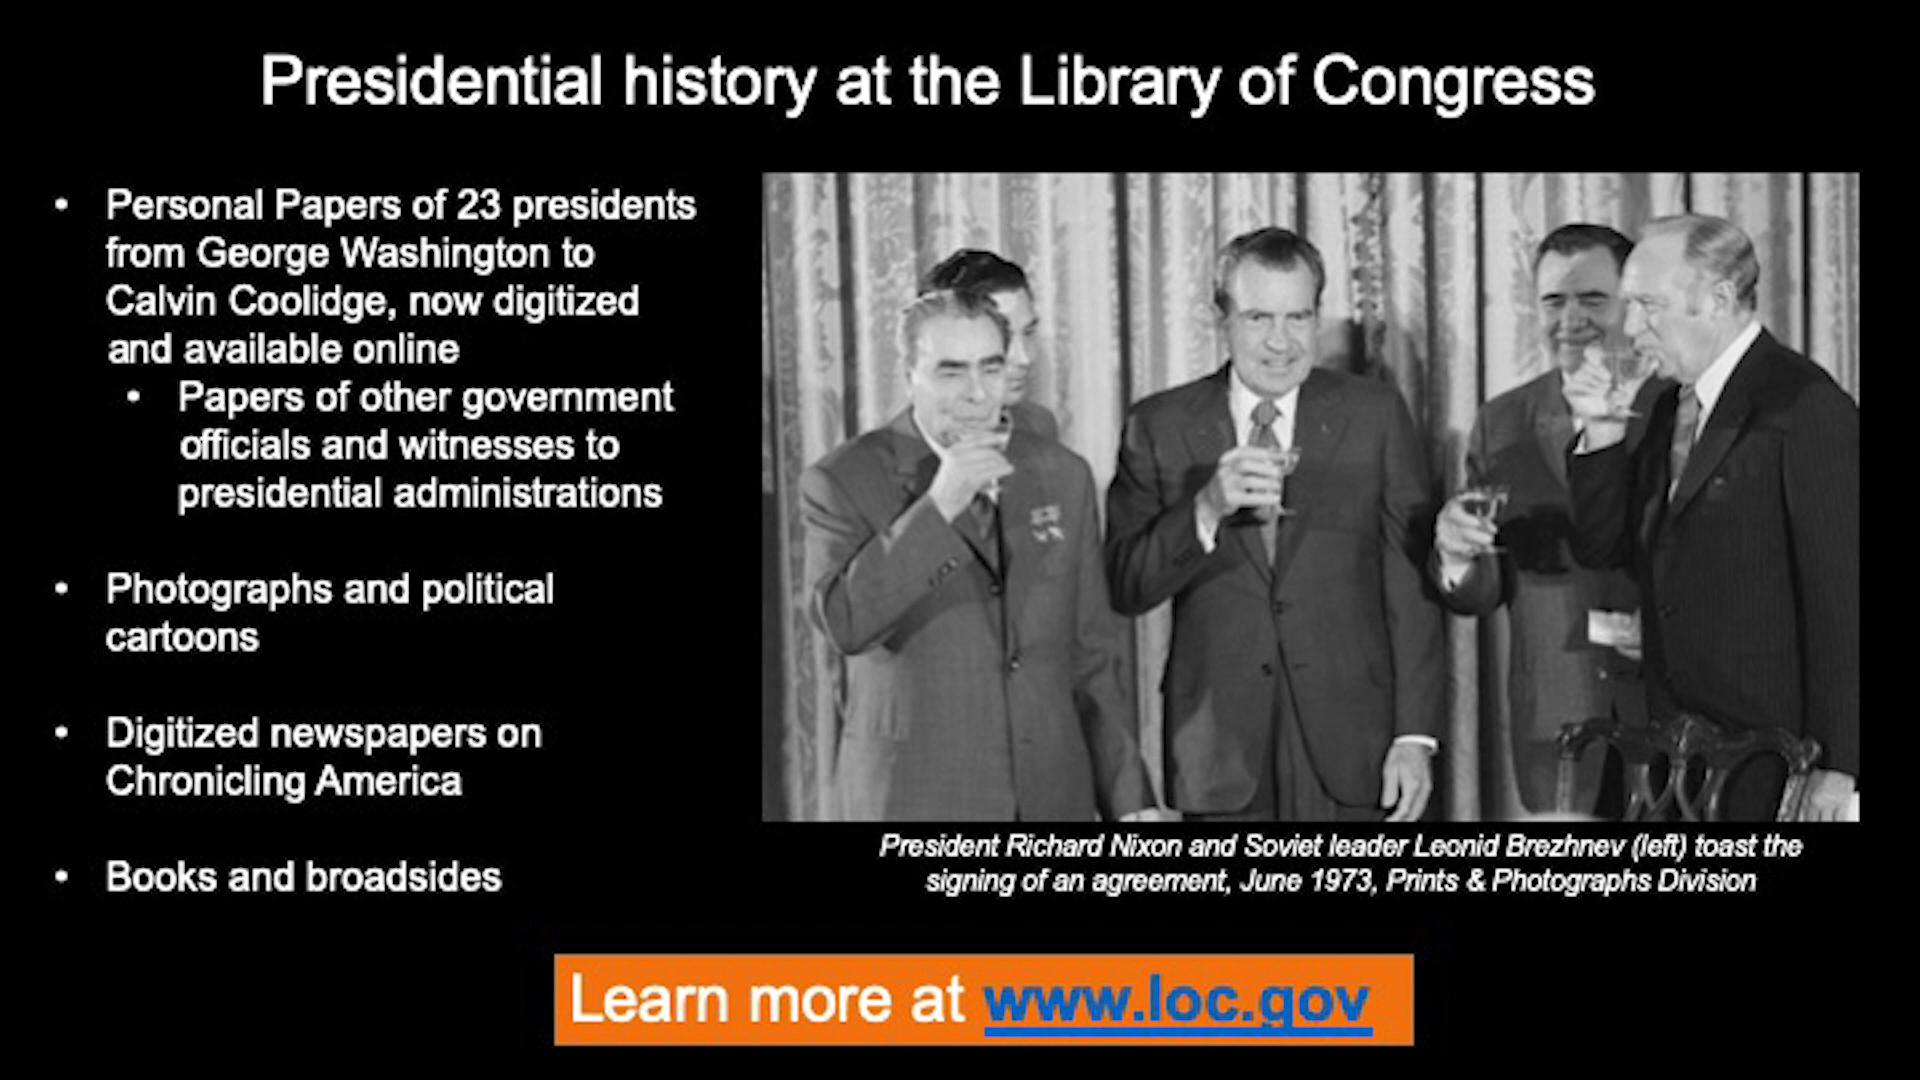 Presidential history at the Library of Congress
• Personal Papers of 23 presidents
from George Washington to
Calvin Coolidge, now digitized
and available online
• Papers of other government
officials and witnesses to
presidential administrations
• Photographs and political
cartoons
• Digitized newspapers on
Chronicling America
• Books and broadsides
President Richard Nixon and Soviet leader Leonid Brezhnev (left) toast the
signing of an agreement, June 1973, Prints & Photographs Division
Learn more at www.loc.gov